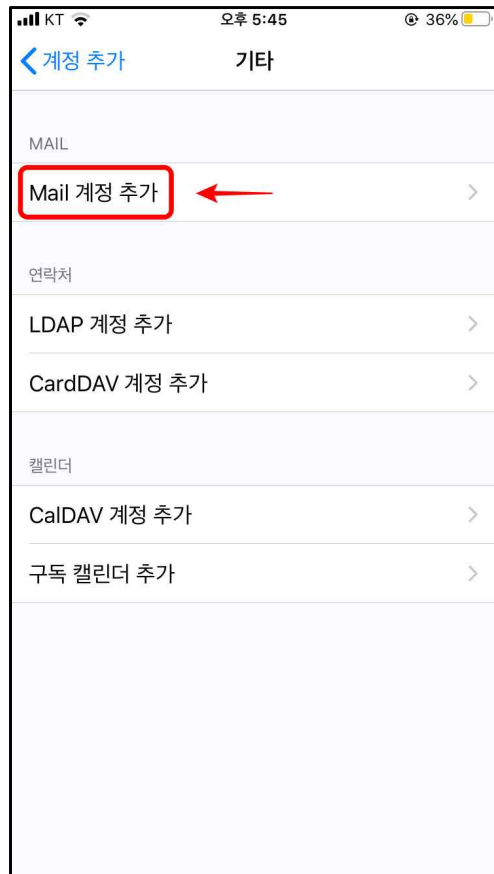 KT 오후 5:45 36%
계정 추가 기타
MAIL
Mail 계정 추가
연락처
LDAP 계정 추가
CardDAV 계정 추가
캘린더
CalDAV 계정 추가
구독 캘린더 추가